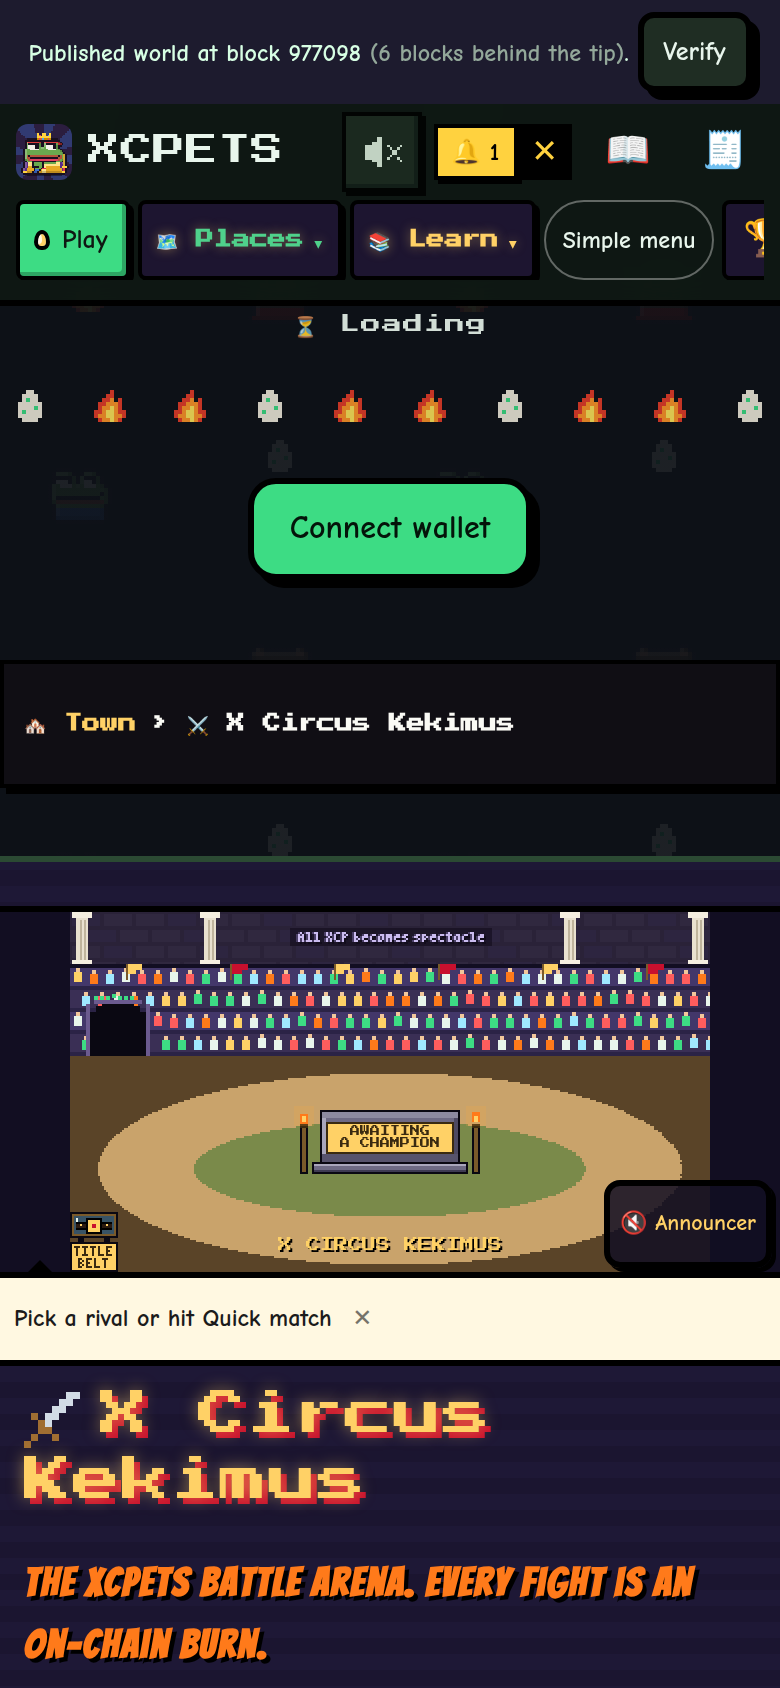 Published world at block 977098 (6 blocks behind the tip).
Verify
XCPETS
1
Play
Places
Learn
Simple menu
Loading
Connect wallet
Town › X Circus Kekimus
All XCP becomes spectacle
AWAITING
A CHAMPION
TITLE
BELT
X CIRCUS KEKIMUS
Announcer
Pick a rival or hit Quick match
X Circus
Kekimus
THE XCPETS BATTLE ARENA. EVERY FIGHT IS AN
ON-CHAIN BURN.